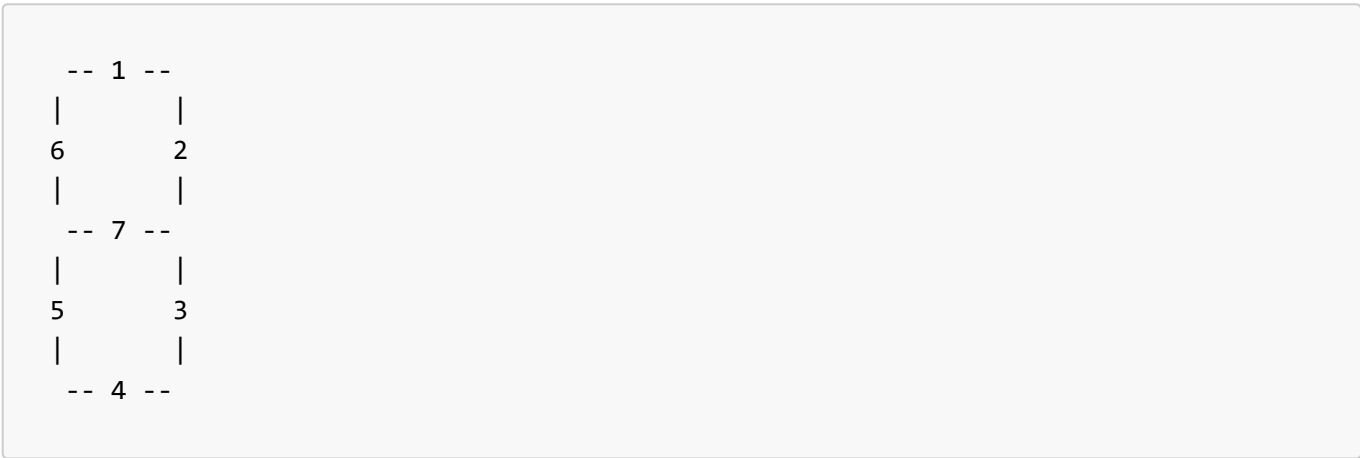 -- 1 --
|       |
6       2
|       |
 -- 7 --
|       |
5       3
|       |
 -- 4 --